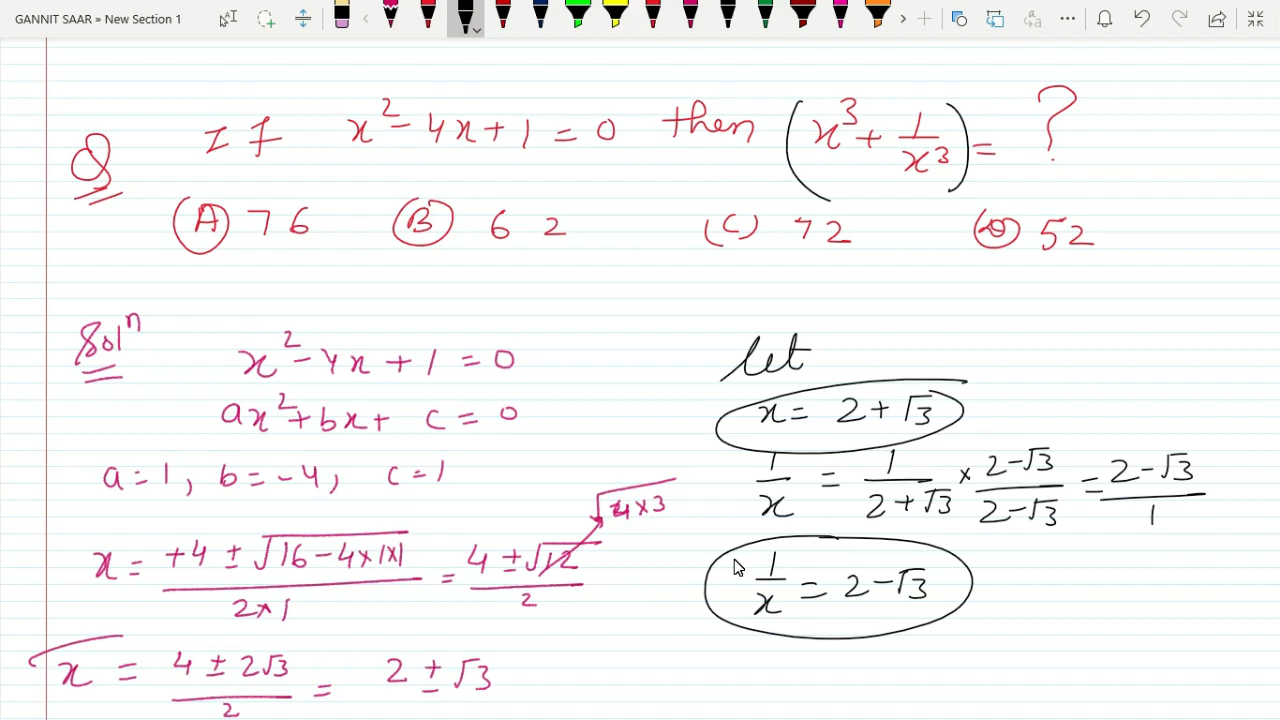 GANNIT SAAR » New Section 1
Q If x² - 4x + 1 = 0 then (x³ + 1/x³) = ?
(A) 76 (B) 62 (C) 72 (D) 52
Solⁿ
x² - 4x + 1 = 0
ax² + bx + c = 0
a = 1, b = -4, c = 1
x = (+4 ± √(16 - 4×1×1))/(2×1) = (4 ± √12)/2
√(4×3)
x = (4 ± 2√3)/2 = 2 ± √3
let
x = 2 + √3
1/x = 1/(2+√3) × (2-√3)/(2-√3) = (2-√3)/1
1/x = 2 - √3